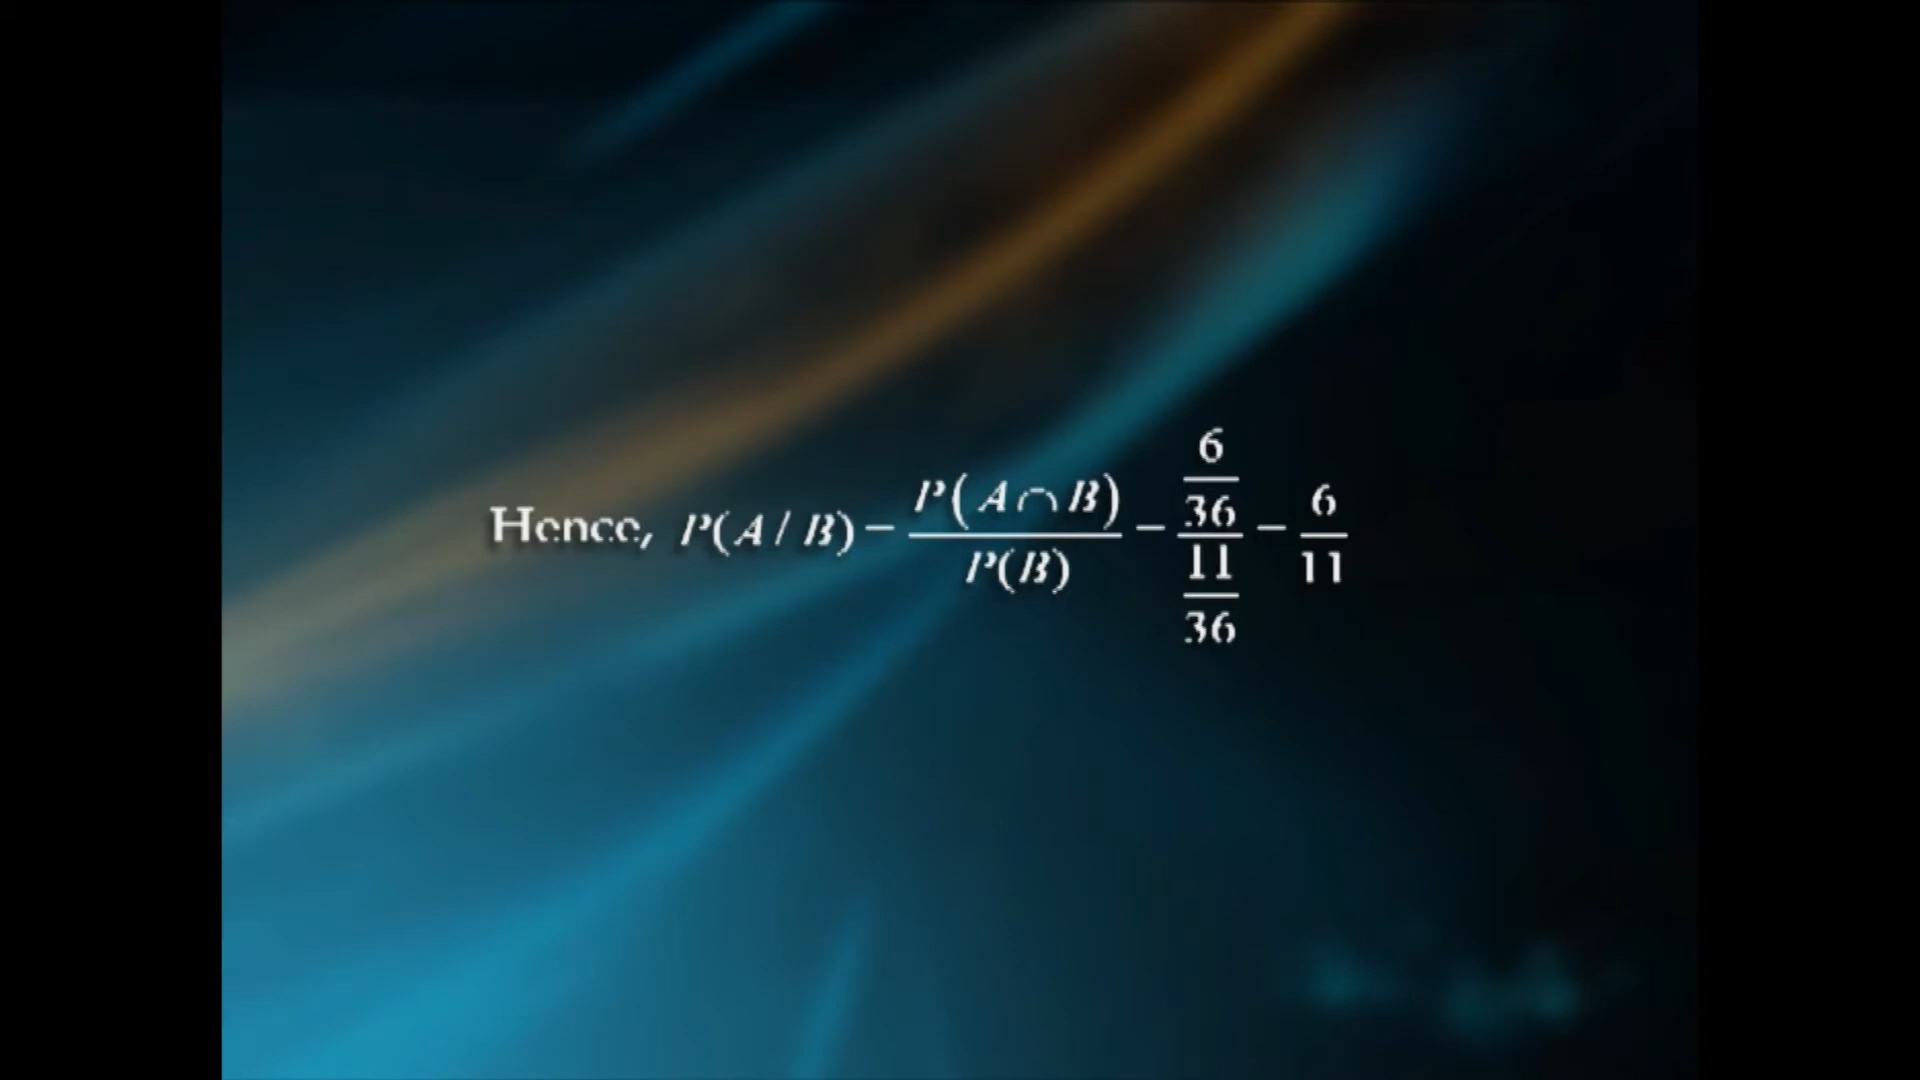 Hence, P(A/B) = P(A∩B)/P(B) = (6/36)/(11/36) = 6/11